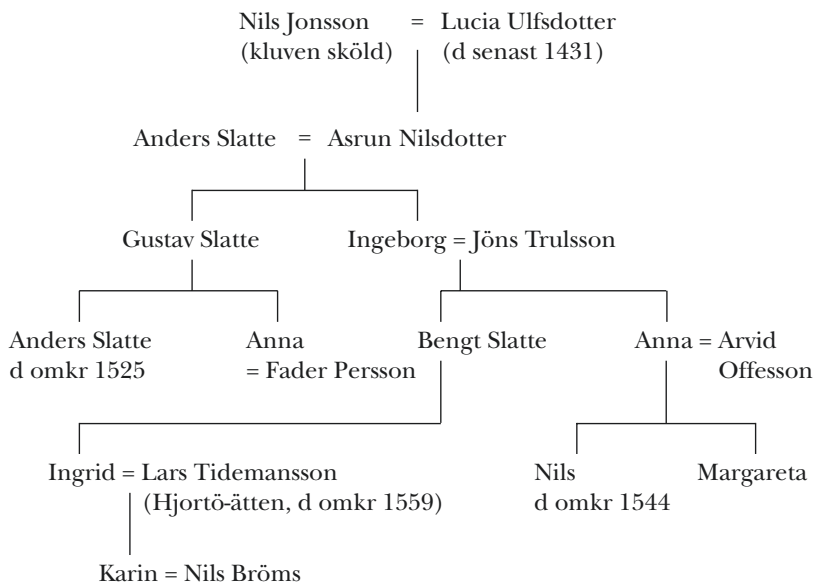 Nils Jonsson = Lucia Ulfsdotter
(kluven sköld) (d senast 1431)
Anders Slatte = Asrun Nilsdotter
Gustav Slatte Ingeborg = Jöns Trulsson
Anders Slatte Anna Bengt Slatte Anna = Arvid
d omkr 1525 = Fader Persson Offesson
Ingrid = Lars Tidemansson Nils Margareta
(Hjortö-ätten, d omkr 1559) d omkr 1544
Karin = Nils Bröms